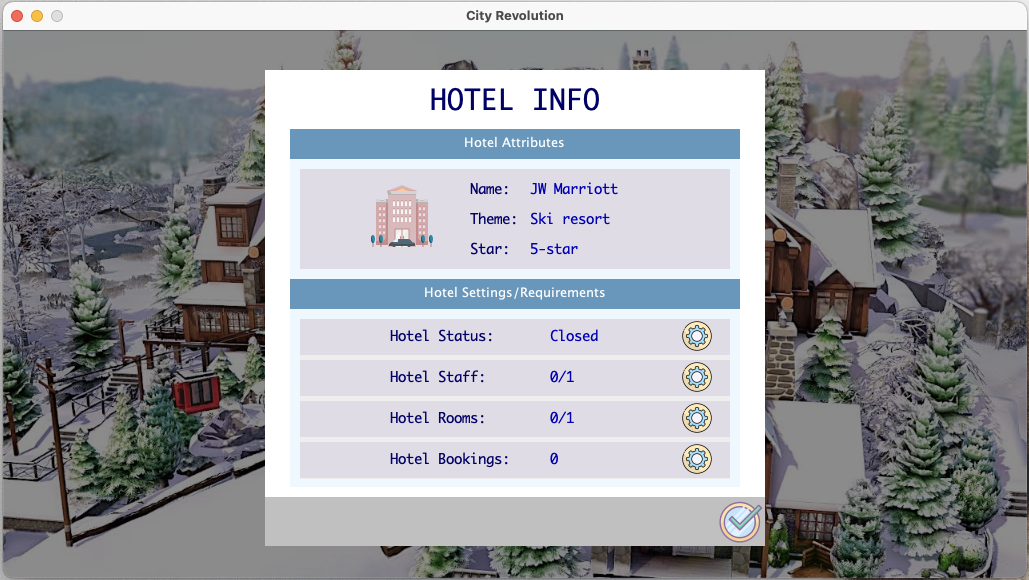 City Revolution
HOTEL INFO
Hotel Attributes
Name: JW Marriott
Theme: Ski resort
Star: 5-star
Hotel Settings/Requirements
Hotel Status: Closed
Hotel Staff: 0/1
Hotel Rooms: 0/1
Hotel Bookings: 0